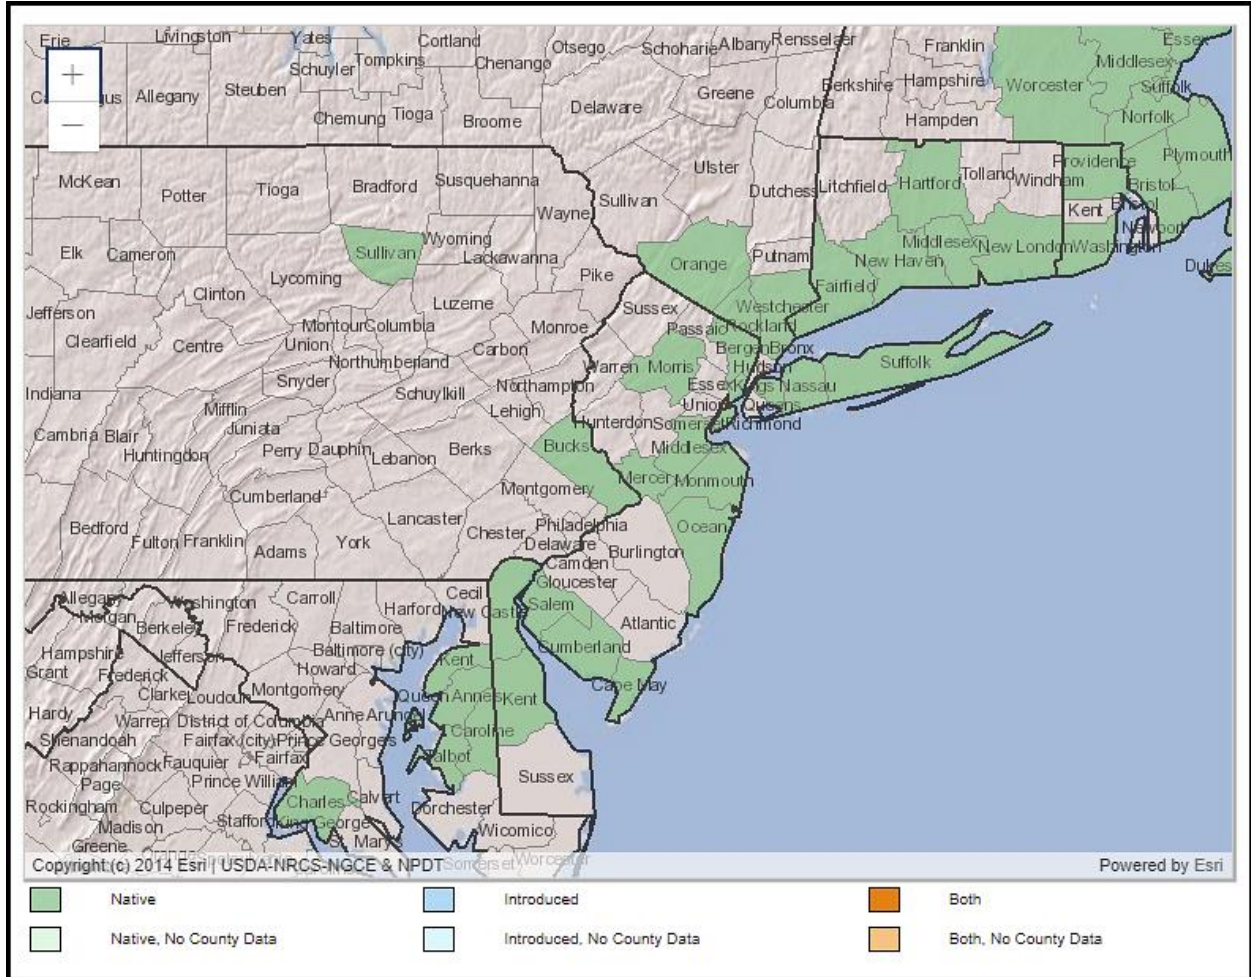 Erie Livingston Yates Cortland Otsego Schoharie Albany Rensselaer Franklin Essex
+
Schuyler Tompkins Chenango Middlesex
Allegany Steuben Delaware Greene Columbia Berkshire Hampshire Worcester Suffolk
−
Chemung Tioga Broome Hampden Norfolk
McKean Potter Tioga Bradford Susquehanna Ulster Litchfield Hartford Tolland Windham Providence Plymouth
Wayne Sullivan Dutchess Kent Bristol Bristol
Elk Cameron Sullivan Wyoming Lackawanna Orange Putnam Middlesex New London Washington Newport
Lycoming Pike New Haven Dukes
Clinton Luzerne Sussex Westchester Fairfield
Jefferson Clearfield Centre Montour Columbia Monroe Passaic Rockland
Union Northumberland Carbon Bergen Bronx
Indiana Snyder Schuylkill Northampton Warren Morris Hudson Suffolk
Mifflin Lehigh Essex Kings Nassau
Union Queens
Cambria Blair Juniata Hunterdon Somerset Richmond
Huntingdon Perry Dauphin Lebanon Berks Bucks Middlesex
Cumberland Montgomery Mercer Monmouth
Bedford Fulton Franklin Adams York Lancaster Chester Philadelphia Ocean
Delaware Burlington
Camden
Gloucester
Allegany Washington Carroll Cecil Salem
Morgan Berkeley Frederick Harford New Castle Atlantic
Baltimore
Hampshire Jefferson Baltimore (city) Cumberland
Grant Frederick Howard Kent
Clarke Loudoun Montgomery Queen Annes Kent Cape May
Hardy Warren District of Columbia Anne Arundel
Shenandoah Fairfax (city) Prince Georges Caroline
Rappahannock Fauquier Fairfax Talbot
Page Prince William Sussex
Rockingham Culpeper Charles Calvert Dorchester
Madison Stafford King George Wicomico
Greene St. Marys
Copyright:(c) 2014 Esri | USDA-NRCS-NGCE & NPDT Somerset Worcester Powered by Esri
Native Introduced Both
Native, No County Data Introduced, No County Data Both, No County Data